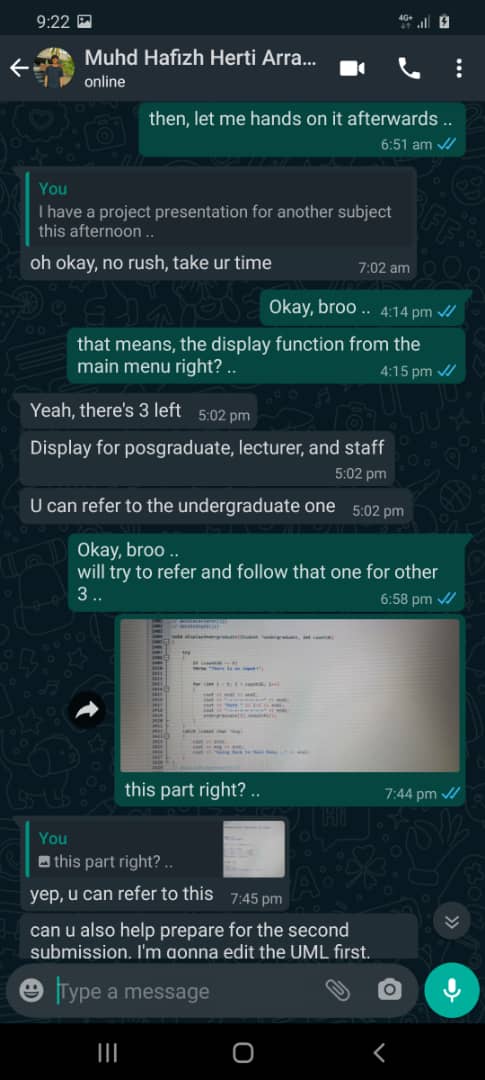 9:22
4G+
Muhd Hafizh Herti Arra...
online
then, let me hands on it afterwards ..
6:51 am
You
I have a project presentation for another subject
this afternoon ..
oh okay, no rush, take ur time
7:02 am
Okay, broo ..
4:14 pm
that means, the display function from the
main menu right? ..
4:15 pm
Yeah, there's 3 left
5:02 pm
Display for posgraduate, lecturer, and staff
5:02 pm
U can refer to the undergraduate one
5:02 pm
Okay, broo ..
will try to refer and follow that one for other
3 ..
6:58 pm
try
this part right? ..
7:44 pm
You
this part right? ..
yep, u can refer to this
7:45 pm
can u also help prepare for the second
submission. I'm gonna edit the UML first.
Type a message